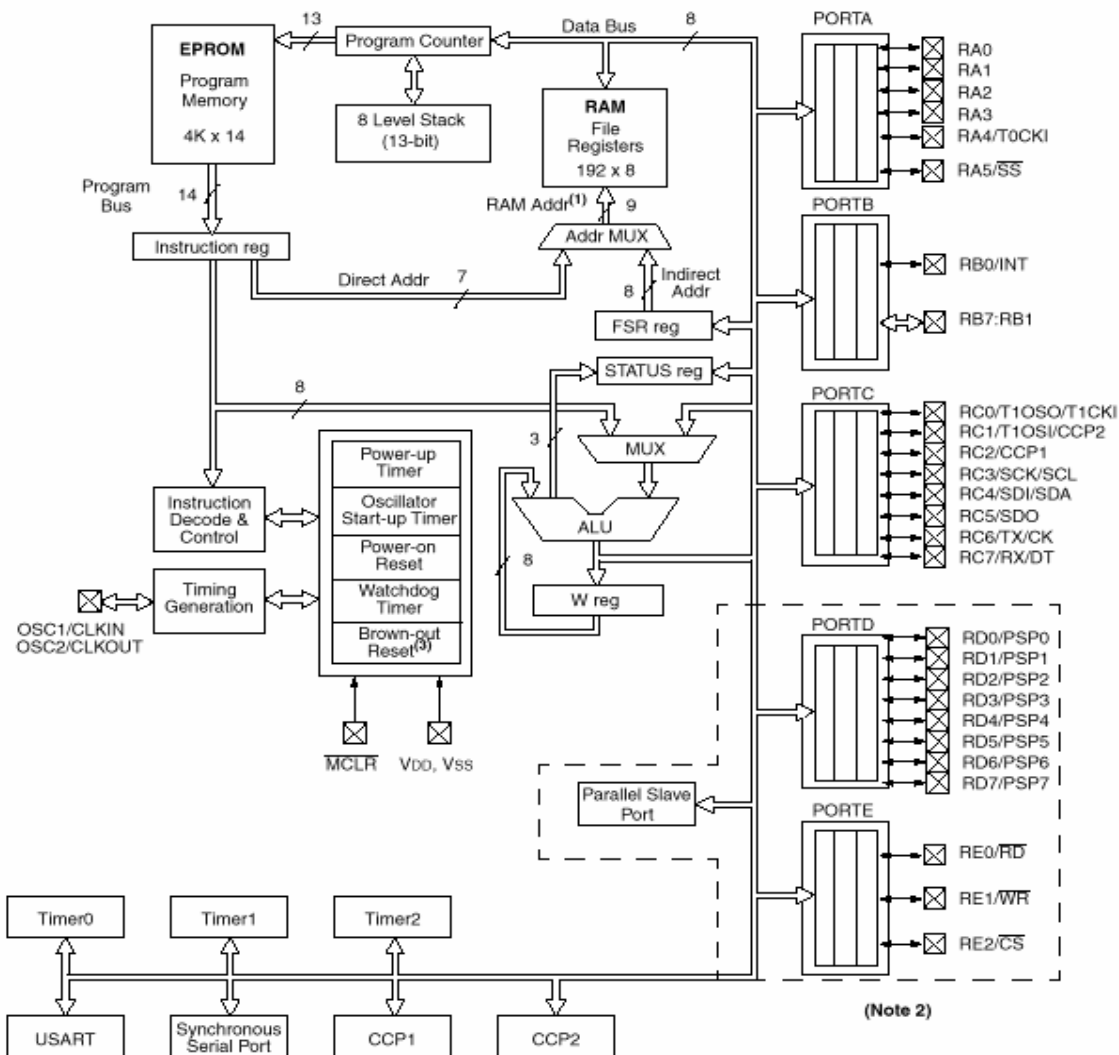 13
Data Bus
8
PORTA
EPROM
Program
Memory
4K x 14
Program Counter
8 Level Stack
(13-bit)
RAM
File
Registers
192 x 8
RA0
RA1
RA2
RA3
RA4/T0CKI
RA5/SS
Program
Bus
14
RAM Addr(1)
9
PORTB
Instruction reg
Addr MUX
RB0/INT
Direct Addr
7
8
Indirect
Addr
FSR reg
RB7:RB1
STATUS reg
8
3
MUX
PORTC
RC0/T1OSO/T1CKI
RC1/T1OSI/CCP2
RC2/CCP1
RC3/SCK/SCL
RC4/SDI/SDA
RC5/SDO
RC6/TX/CK
RC7/RX/DT
Power-up
Timer
Oscillator
Start-up Timer
Power-on
Reset
Watchdog
Timer
Brown-out
Reset(3)
Instruction
Decode &
Control
ALU
8
W reg
Timing
Generation
OSC1/CLKIN
OSC2/CLKOUT
MCLR
VDD, VSS
PORTD
RD0/PSP0
RD1/PSP1
RD2/PSP2
RD3/PSP3
RD4/PSP4
RD5/PSP5
RD6/PSP6
RD7/PSP7
Parallel Slave
Port
PORTE
RE0/RD
RE1/WR
RE2/CS
(Note 2)
Timer0
Timer1
Timer2
USART
Synchronous
Serial Port
CCP1
CCP2